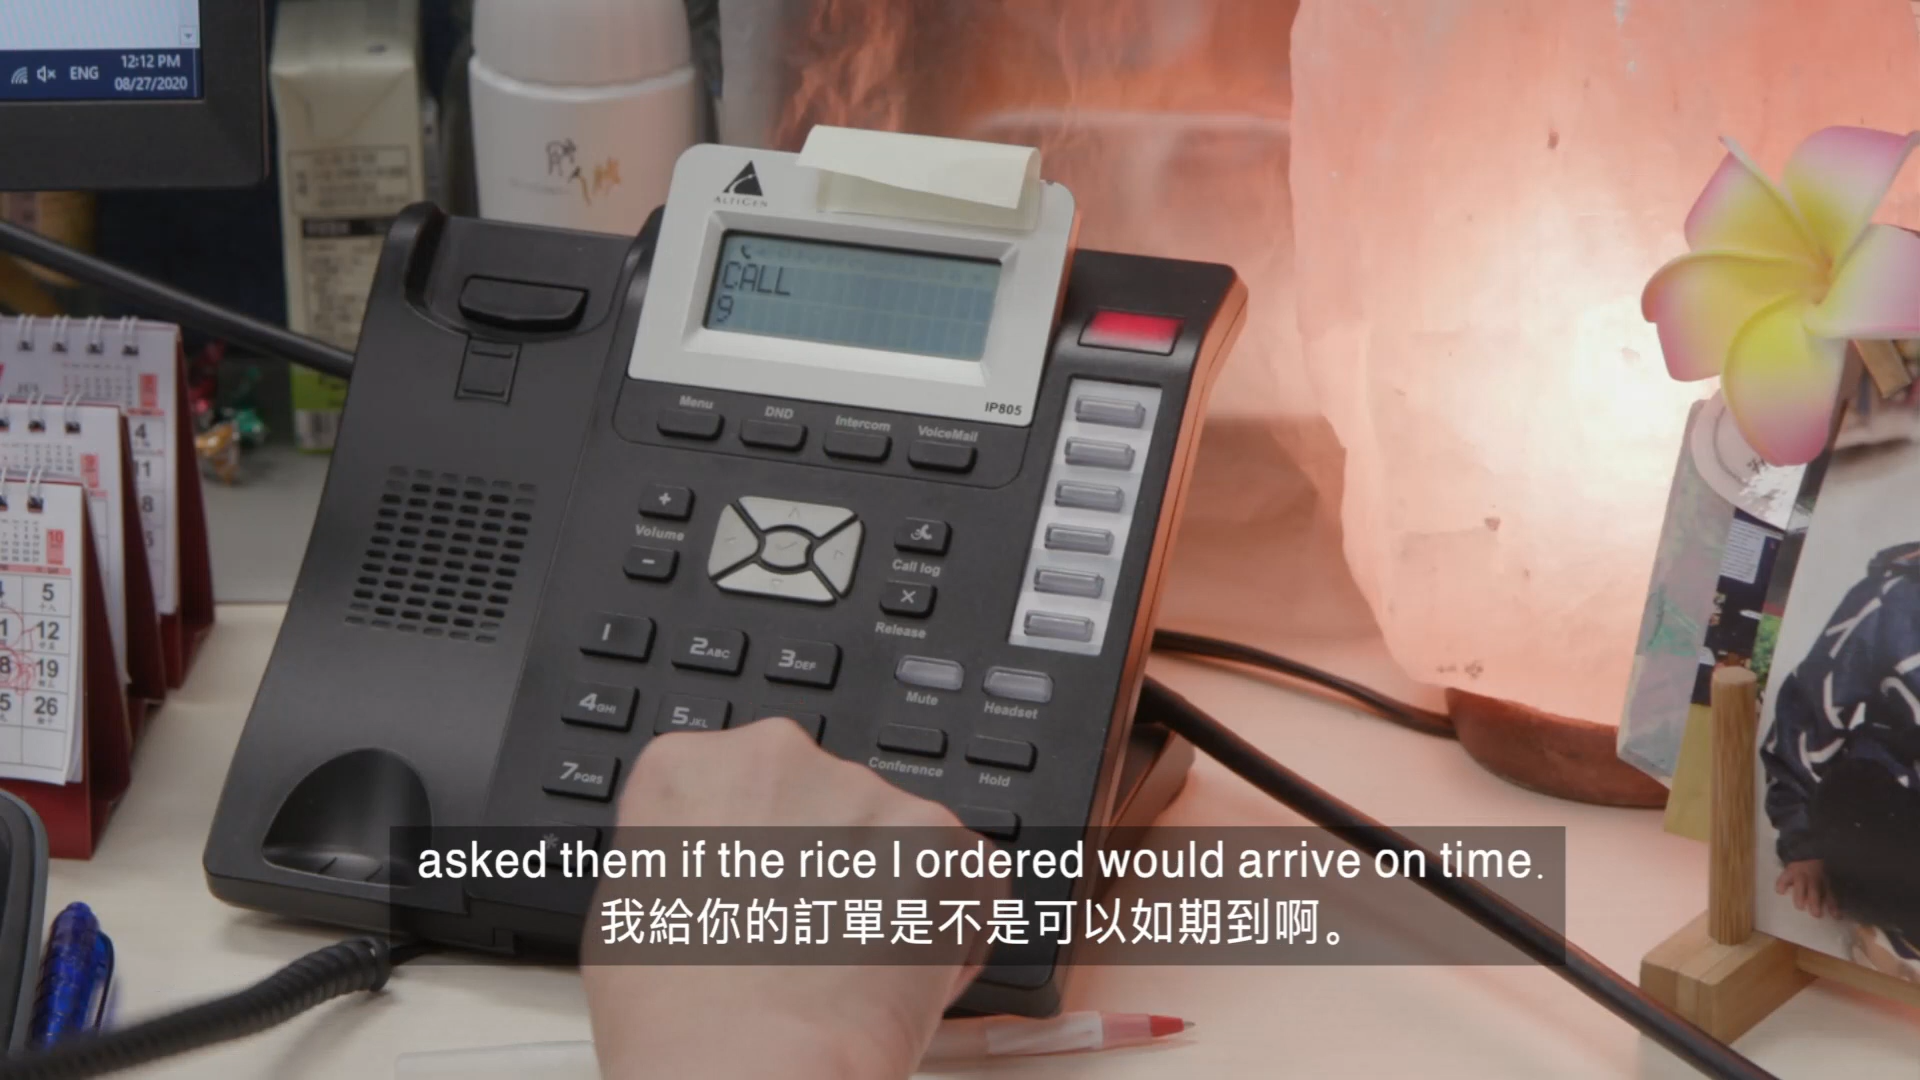 12:12 PM
ENG
08/27/2020
ALTIGEN
CALL
9
IP805
Menu
DND
Intercom
VoiceMail
+
Volume
-
Call log
Release
1
2ABC
3DEF
4GHI
5JKL
7PQRS
*
Mute
Headset
Conference
Hold
4
11
10
5
12
19
26
asked them if the rice I ordered would arrive on time.
我給你的訂單是不是可以如期到啊。